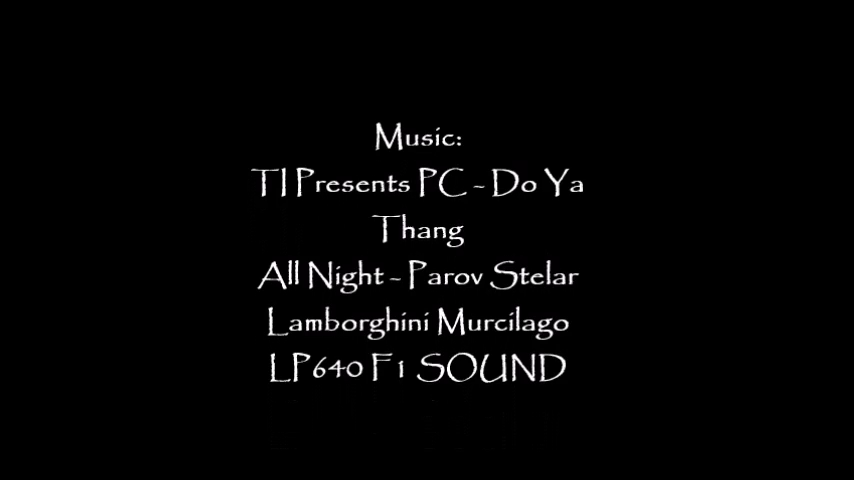 Music:
TI Presents PC - Do Ya
Thang
All Night - Parov Stelar
Lamborghini Murcilago
LP640 F1 SOUND